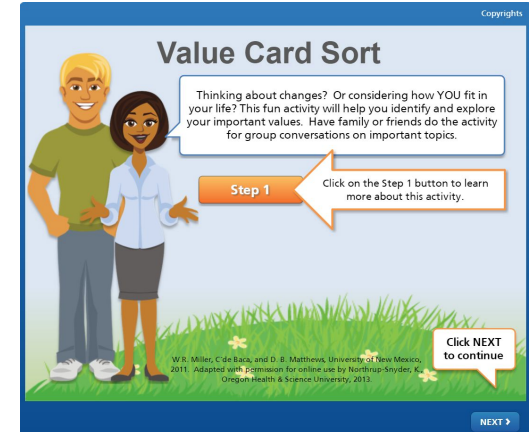 Copyrights
Value Card Sort
Thinking about changes? Or considering how YOU fit in
your life? This fun activity will help you identify and explore
your important values. Have family or friends do the activity
for group conversations on important topics.
Step 1
Click on the Step 1 button to learn
more about this activity.
Click NEXT
to continue
W.R. Miller, C'de Baca, and D. B. Matthews, University of New Mexico,
2011. Adapted with permission for online use by Northrup-Snyder, K.,
Oregon Health & Science University, 2013.
NEXT ❯